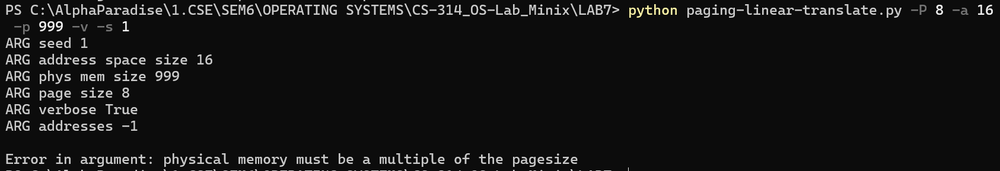 PS C:\AlphaParadise\1.CSE\SEM6\OPERATING SYSTEMS\CS-314_OS-Lab_Minix\LAB7> python paging-linear-translate.py -P 8 -a 16
-p 999 -v -s 1
ARG seed 1
ARG address space size 16
ARG phys mem size 999
ARG page size 8
ARG verbose True
ARG addresses -1
Error in argument: physical memory must be a multiple of the pagesize